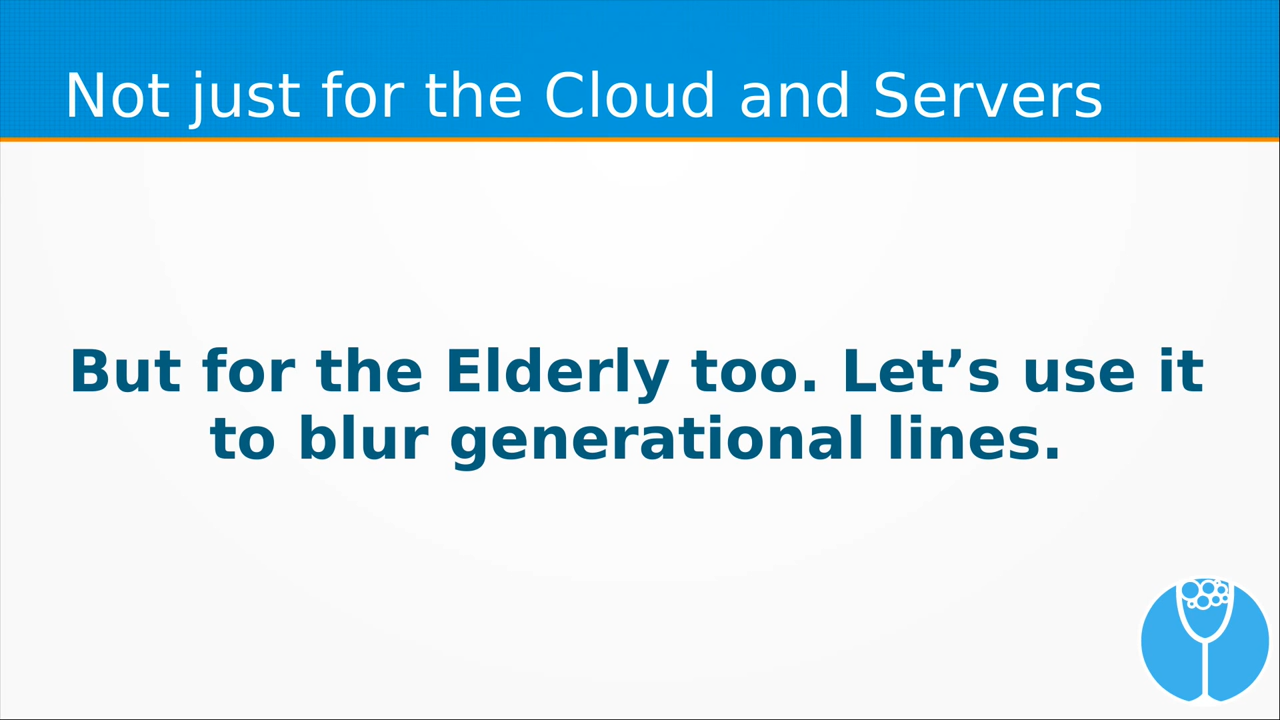 Not just for the Cloud and Servers
But for the Elderly too. Let’s use it
to blur generational lines.